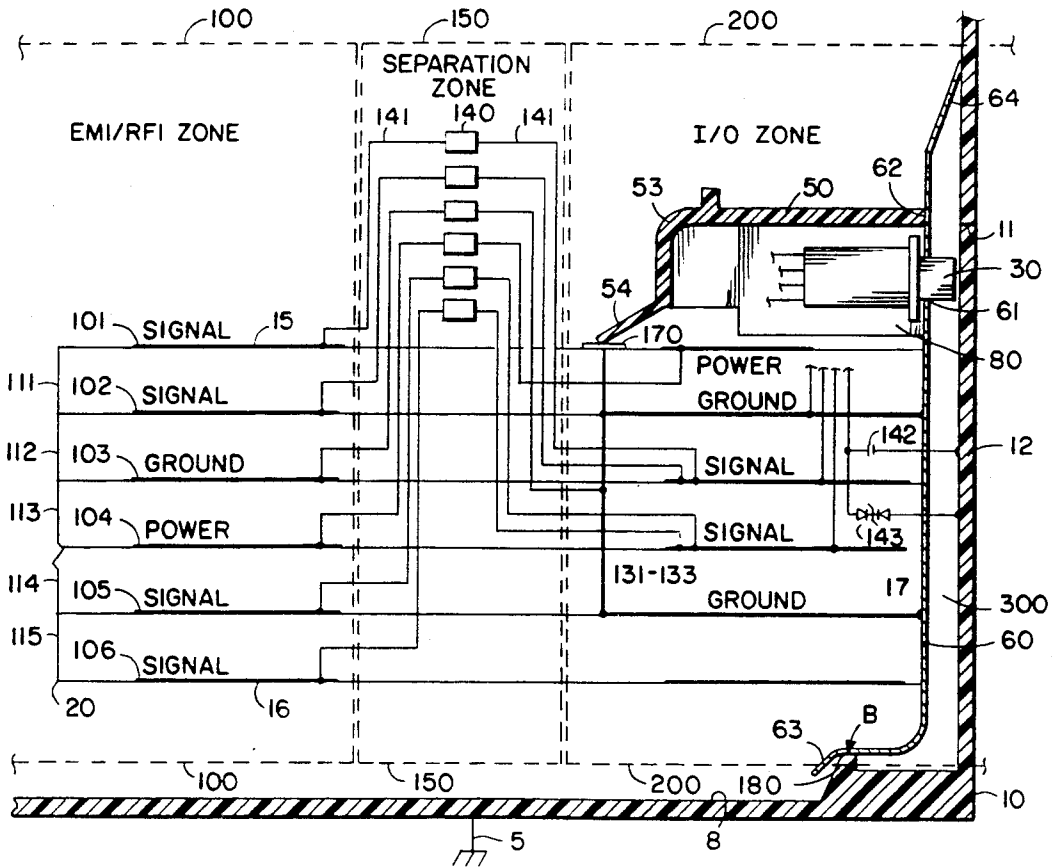 100 150 200
SEPARATION
ZONE
140
141 141
EMI/RFI ZONE
I/O ZONE
64
62
53 50
11
30
54
61
101 SIGNAL 15
170
80
111
POWER
102 SIGNAL
GROUND
142
112
12
103 GROUND
SIGNAL
113
104 POWER
SIGNAL
143
114
131-133
17
105 SIGNAL
GROUND
300
115
60
106 SIGNAL
20 16
B
63
100 150 200 180
10
5 8